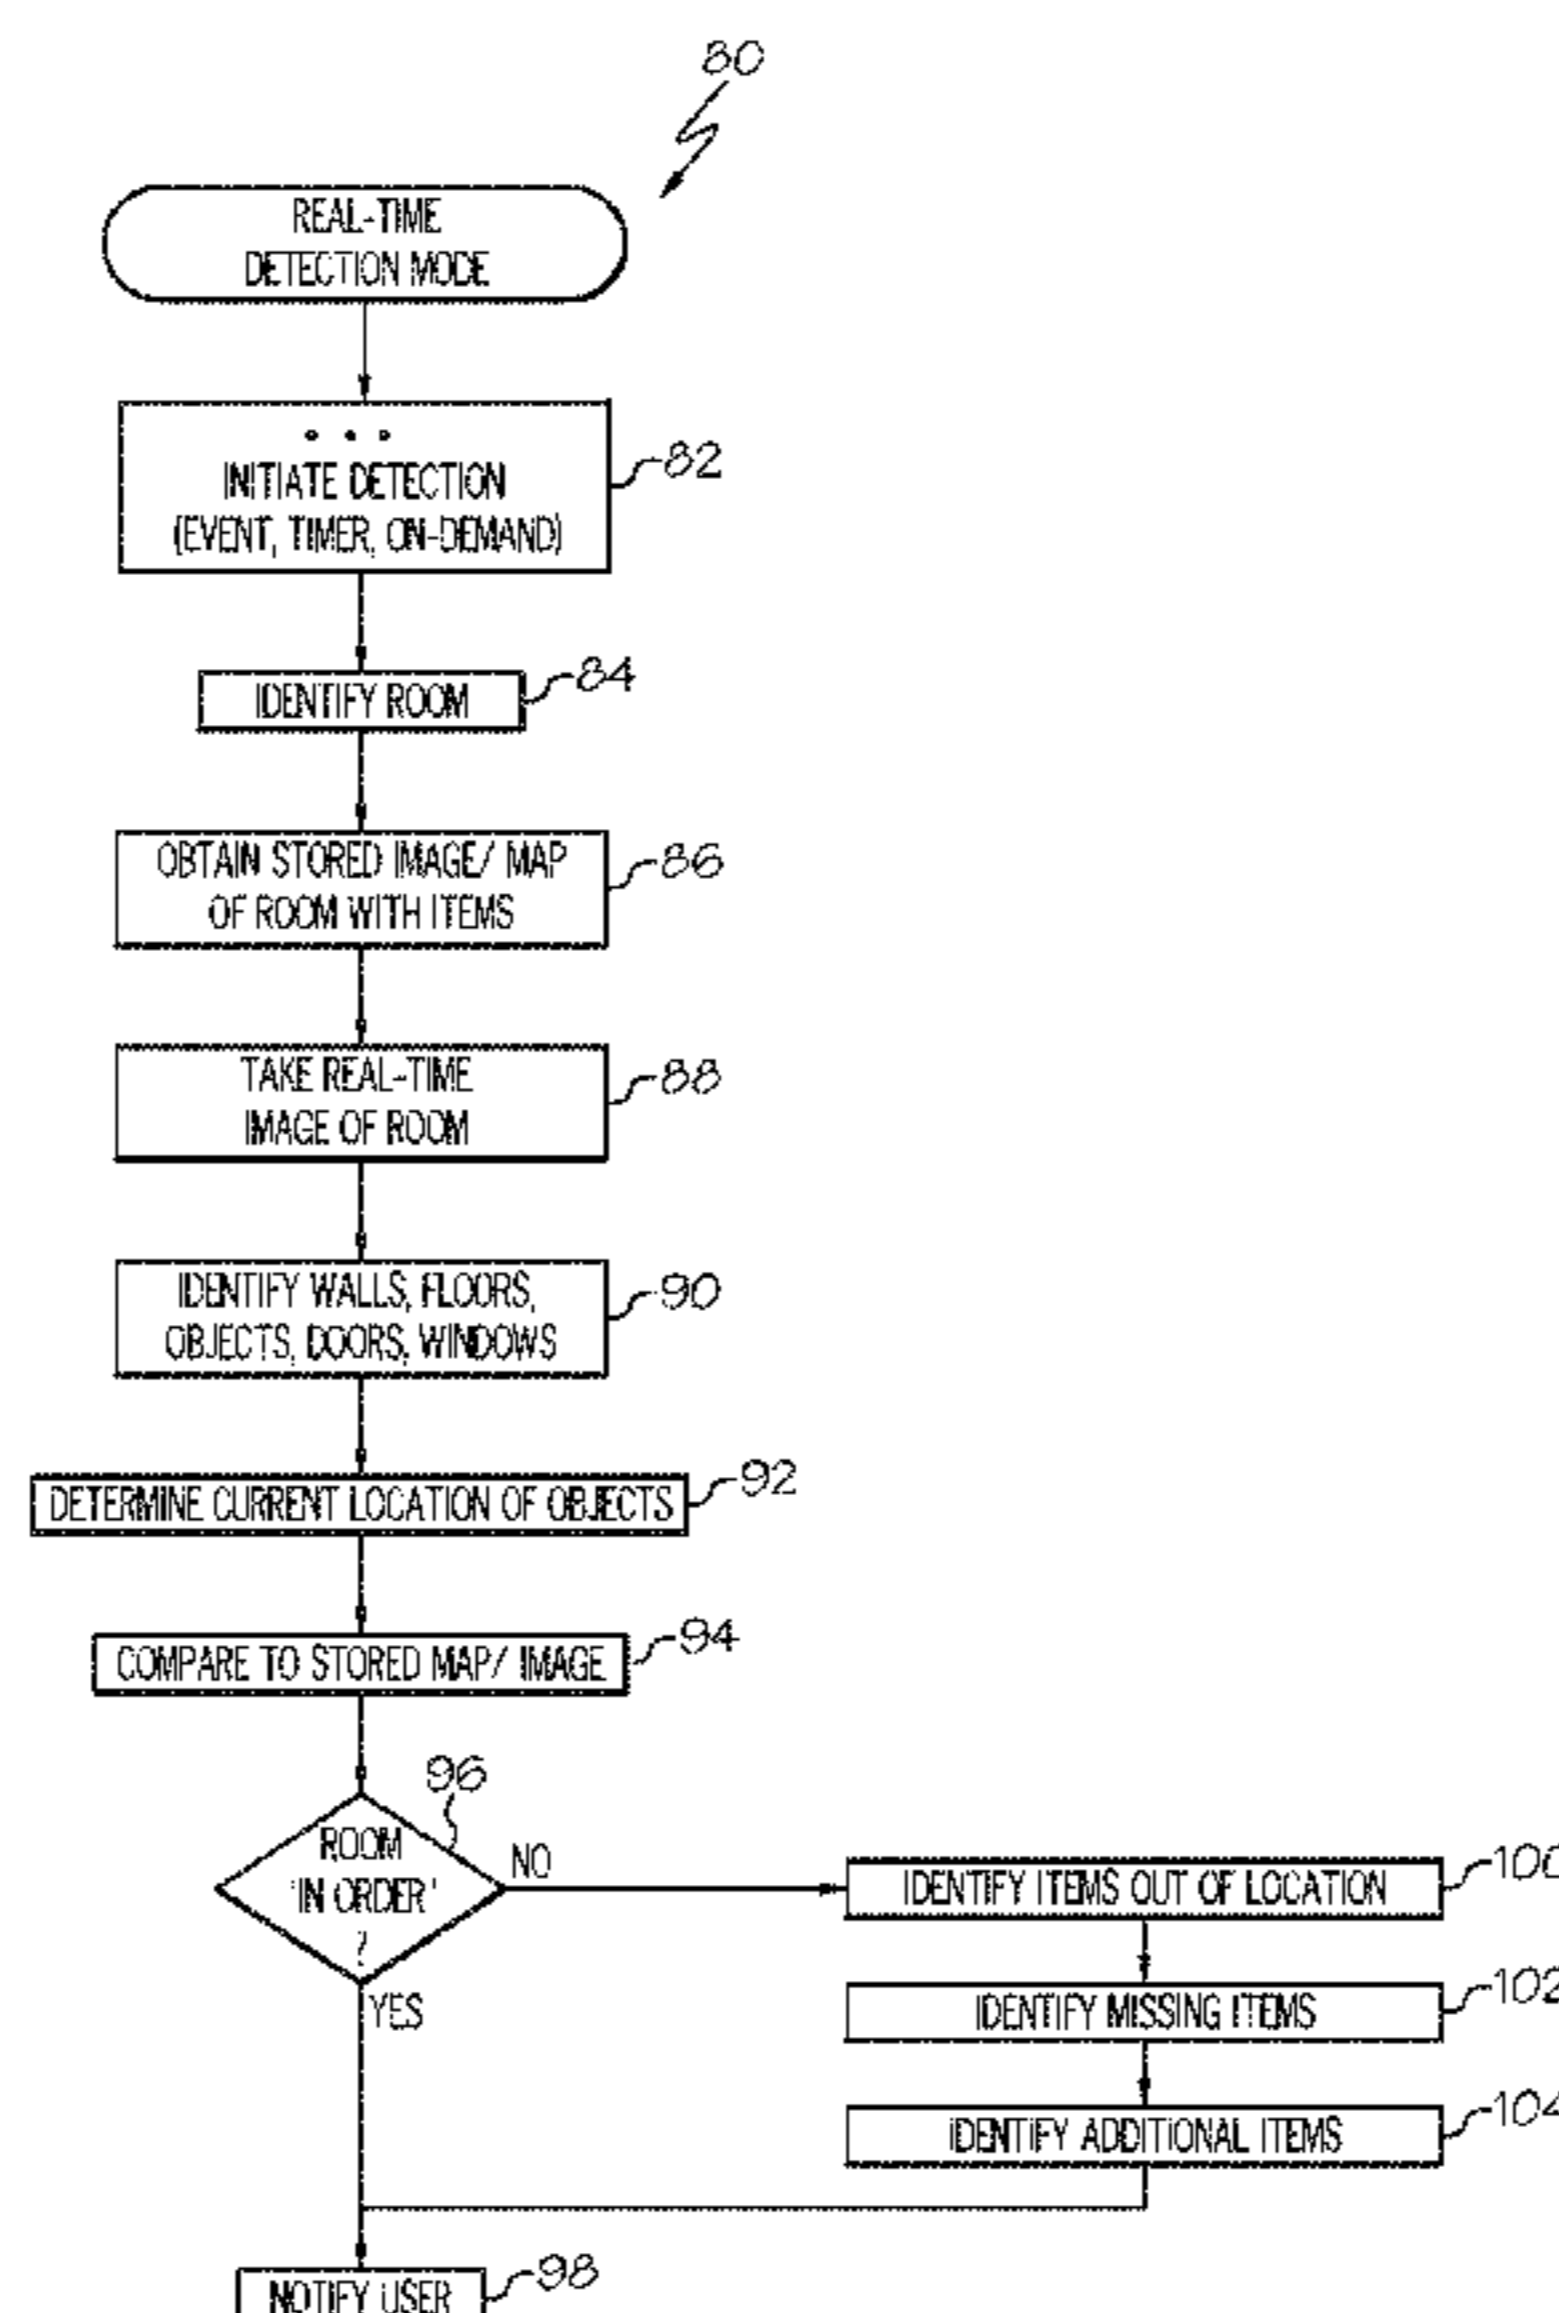 80
REAL-TIME
DETECTION MODE
• • •
INITIATE DETECTION
(EVENT, TIMER, ON-DEMAND)
82
IDENTIFY ROOM
84
OBTAIN STORED IMAGE/ MAP
OF ROOM WITH ITEMS
86
TAKE REAL-TIME
IMAGE OF ROOM
88
IDENTIFY WALLS, FLOORS,
OBJECTS, DOORS, WINDOWS
90
DETERMINE CURRENT LOCATION OF OBJECTS
92
COMPARE TO STORED MAP/ IMAGE
94
96
ROOM
'IN ORDER'
?
NO
YES
IDENTIFY ITEMS OUT OF LOCATION
100
IDENTIFY MISSING ITEMS
102
IDENTIFY ADDITIONAL ITEMS
104
NOTIFY USER
98